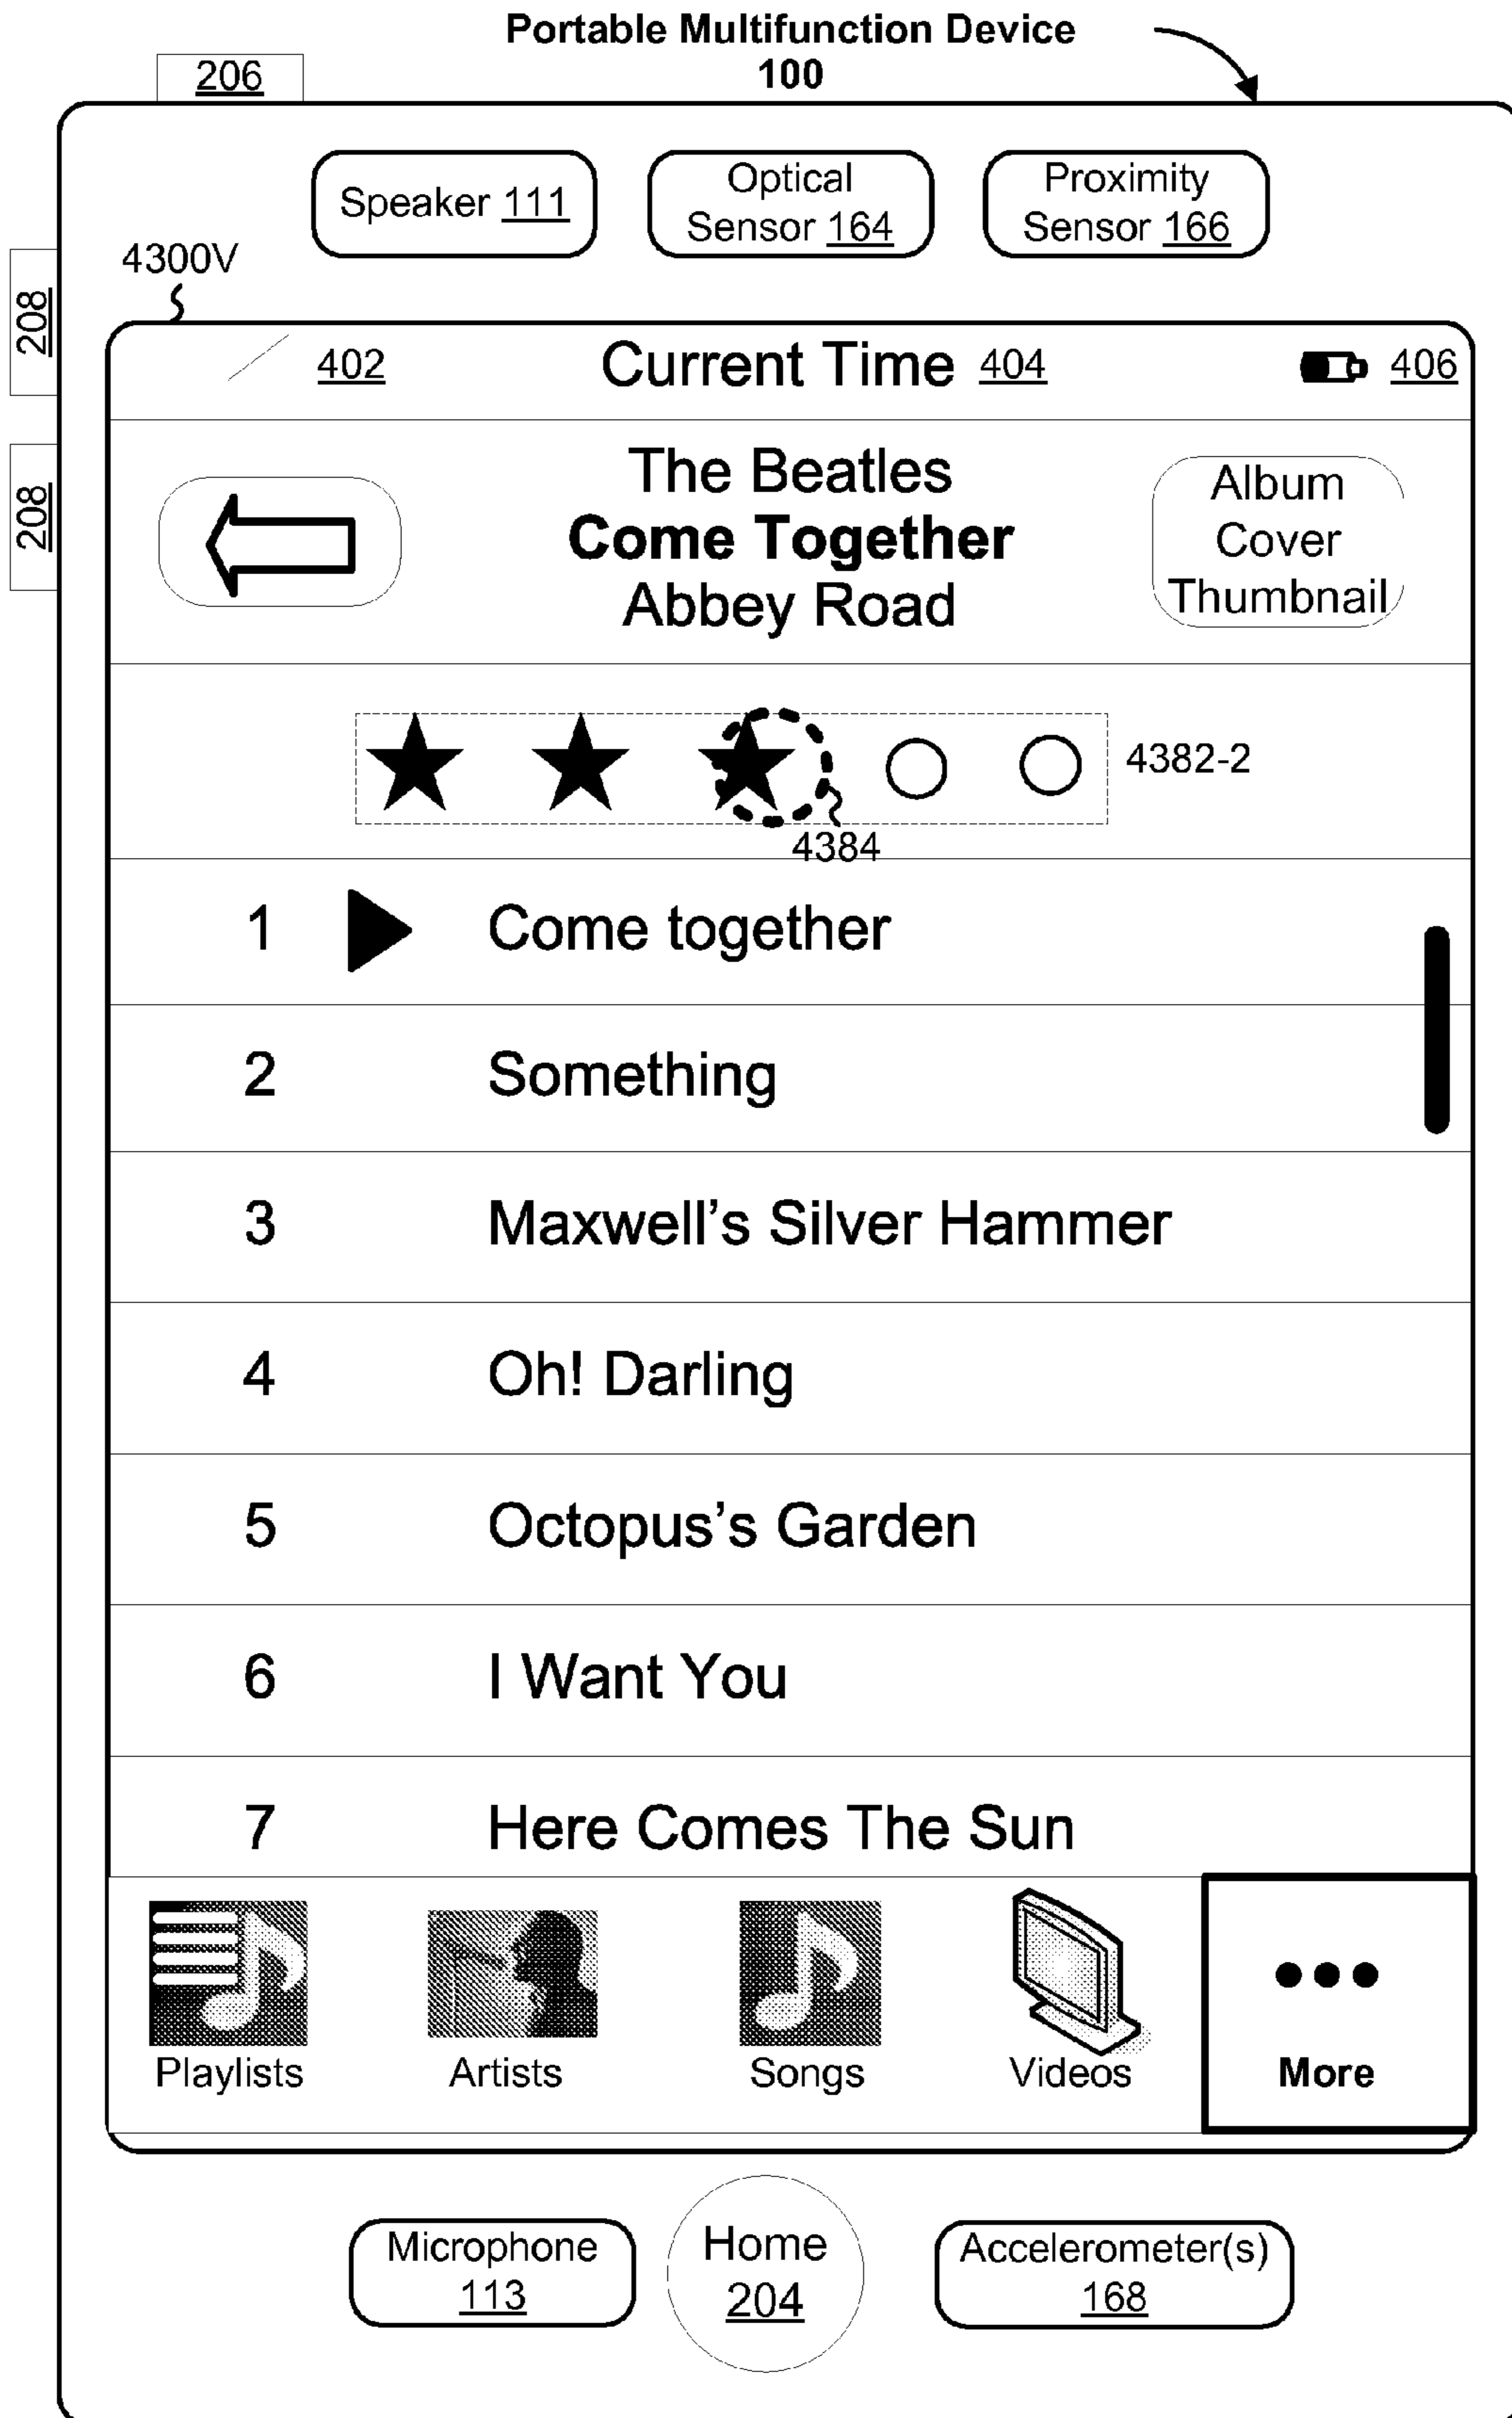 Portable Multifunction Device
100
206
Speaker 111
Optical
Sensor 164
Proximity
Sensor 166
4300V
208
208
402
Current Time 404
406
The Beatles
Come Together
Abbey Road
Album
Cover
Thumbnail
4382-2
4384
1 Come together
2 Something
3 Maxwell's Silver Hammer
4 Oh! Darling
5 Octopus's Garden
6 I Want You
7 Here Comes The Sun
Playlists
Artists
Songs
Videos
More
Microphone
113
Home
204
Accelerometer(s)
168